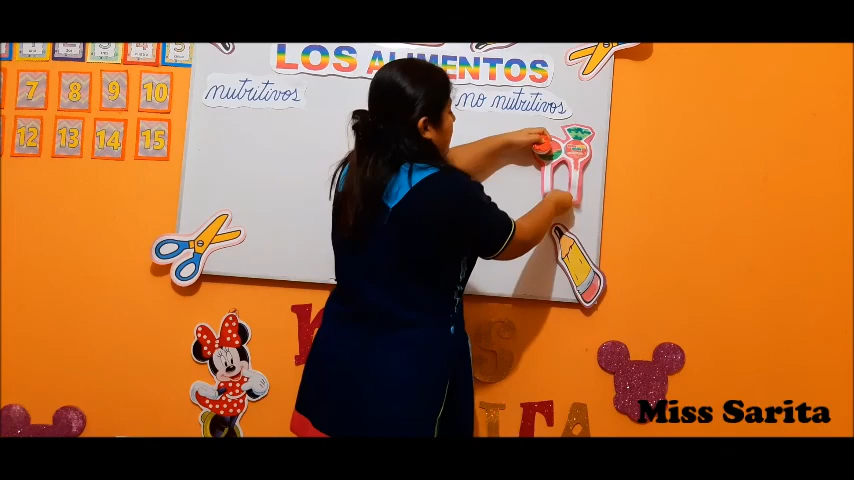 LOS ALIMENTOS
nutritivos
no nutritivos
7 8 9 10
12 13 14 15
Miss Sarita